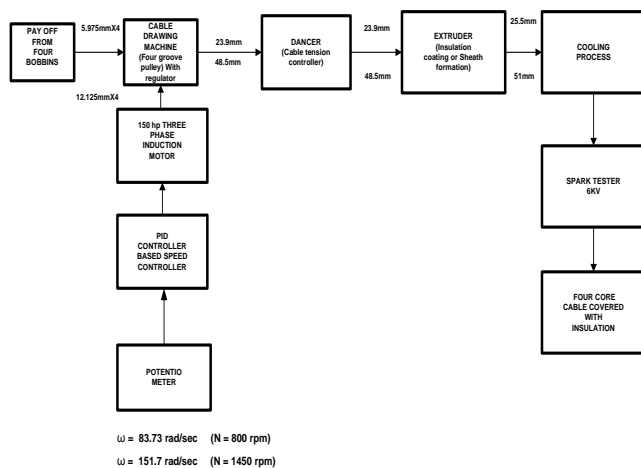 PAY OFF
FROM
FOUR
BOBBINS
5.975mmX4
12.125mmX4
CABLE
DRAWING
MACHINE
(Four groove
pulley) With
regulator
23.9mm
48.5mm
DANCER
(Cable tension
controller)
23.9mm
48.5mm
EXTRUDER
(Insulation
coating or Sheath
formation)
25.5mm
51mm
COOLING
PROCESS
150 hp THREE
PHASE
INDUCTION
MOTOR
SPARK TESTER
6KV
PID
CONTROLLER
BASED SPEED
CONTROLLER
FOUR CORE
CABLE COVERED
WITH
INSULATION
POTENTIO
METER
ω = 83.73 rad/sec (N = 800 rpm)
ω = 151.7 rad/sec (N = 1450 rpm)